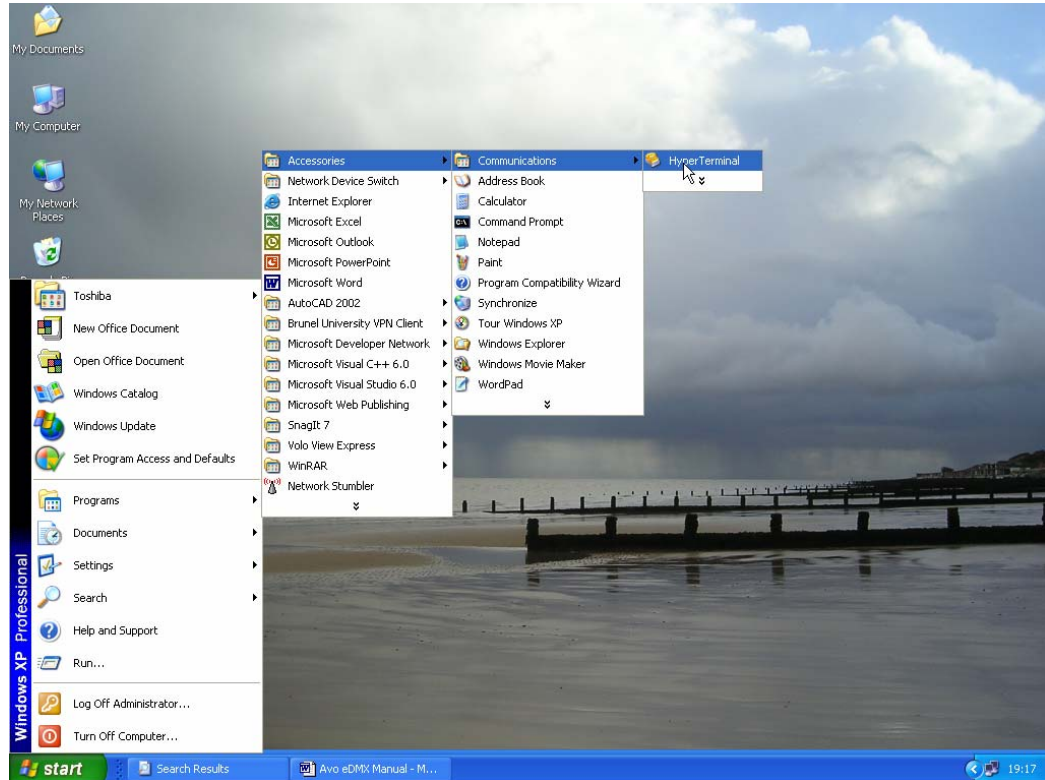 My Documents
My Computer
My Network
Places
Toshiba
New Office Document
Open Office Document
Windows Catalog
Windows Update
Set Program Access and Defaults
Programs
Documents
Settings
Search
Help and Support
Run...
Log Off Administrator...
Turn Off Computer...
Windows XP Professional
Accessories
Network Device Switch
Internet Explorer
Microsoft Excel
Microsoft Outlook
Microsoft PowerPoint
Microsoft Word
AutoCAD 2002
Brunel University VPN Client
Microsoft Developer Network
Microsoft Visual C++ 6.0
Microsoft Visual Studio 6.0
Microsoft Web Publishing
SnagIt 7
Volo View Express
WinRAR
Network Stumbler
Communications
Address Book
Calculator
Command Prompt
Notepad
Paint
Program Compatibility Wizard
Synchronize
Tour Windows XP
Windows Explorer
Windows Movie Maker
WordPad
HyperTerminal
start
Search Results
Avo eDMX Manual - M...
19:17